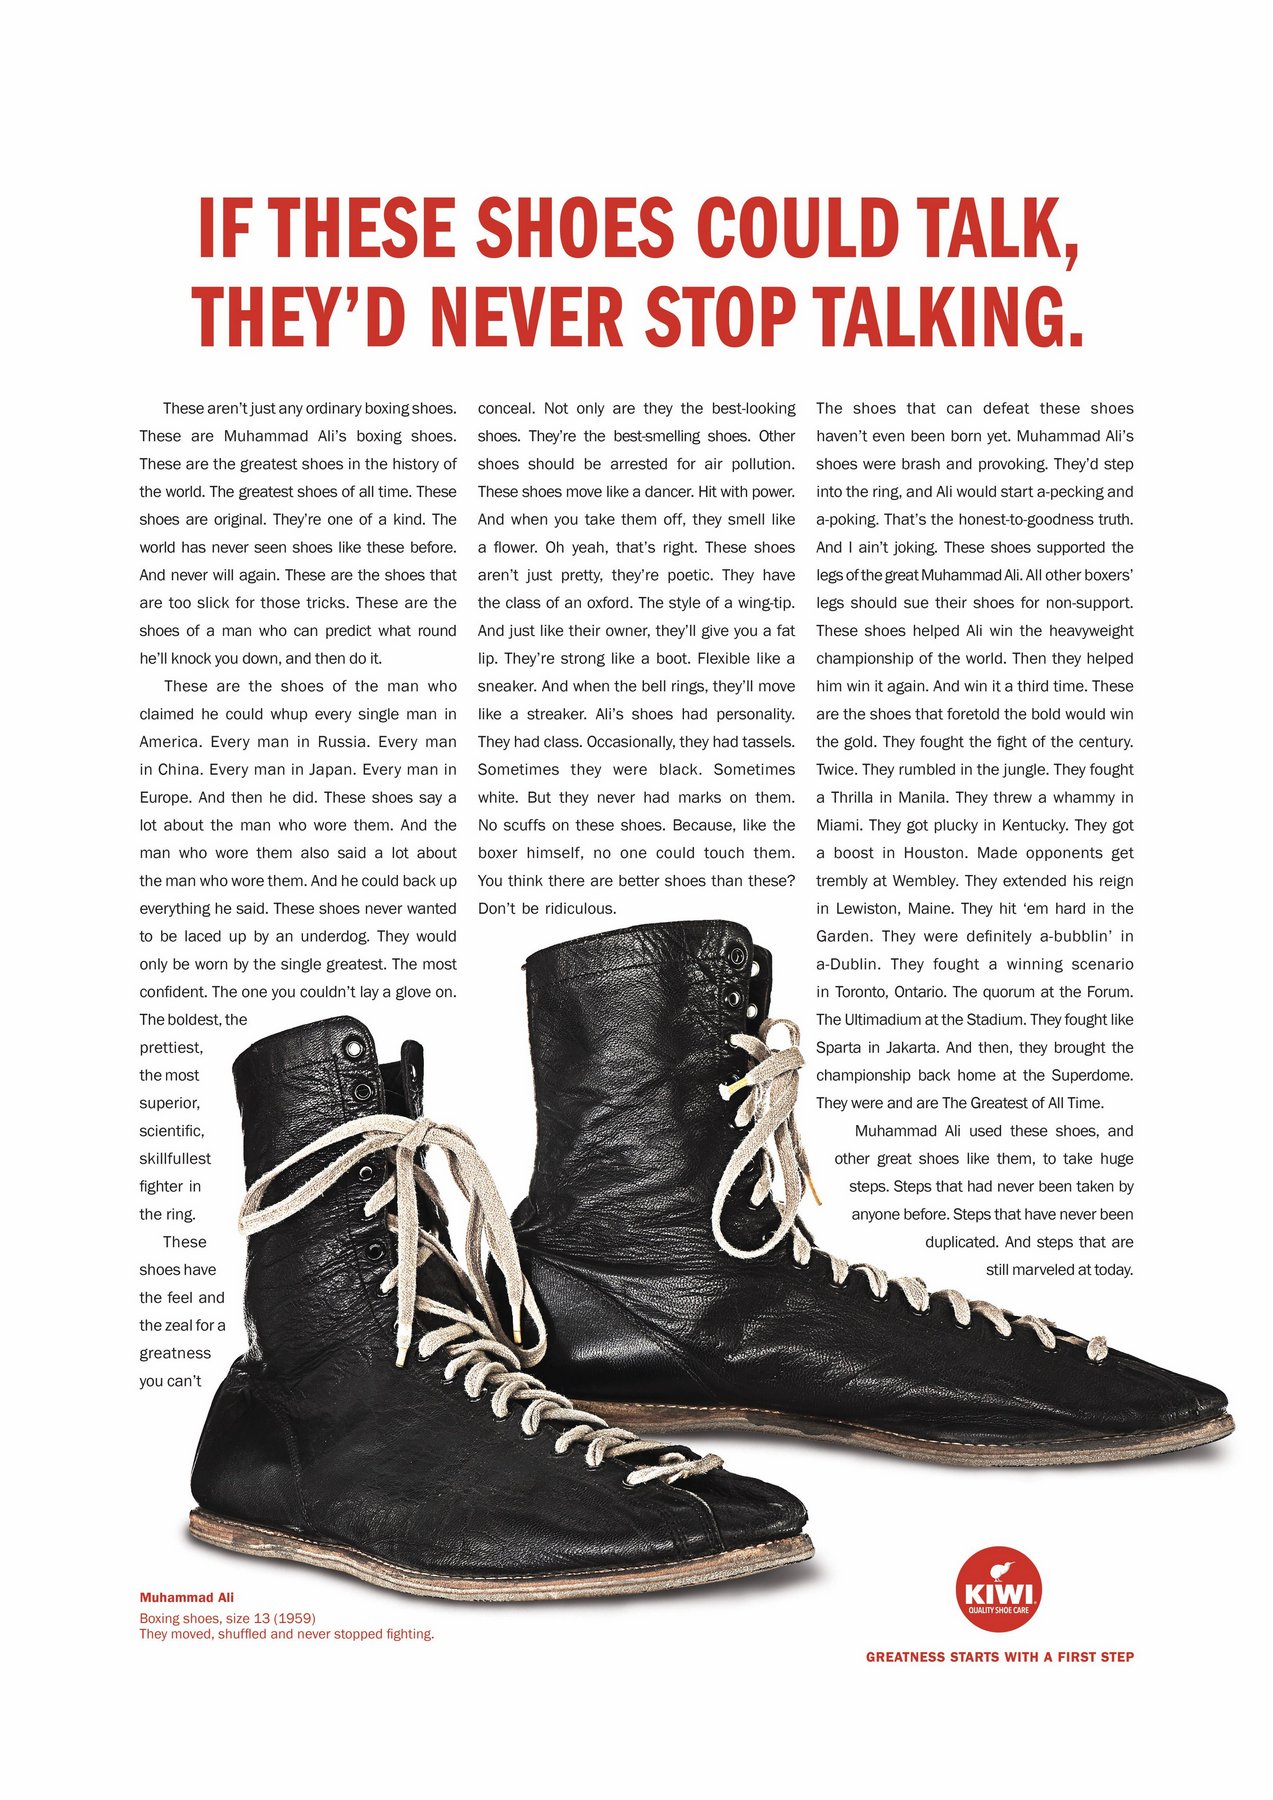 IF THESE SHOES COULD TALK,
THEY’D NEVER STOP TALKING.
These aren’t just any ordinary boxing shoes.
These are Muhammad Ali’s boxing shoes.
These are the greatest shoes in the history of
the world. The greatest shoes of all time. These
shoes are original. They’re one of a kind. The
world has never seen shoes like these before.
And never will again. These are the shoes that
are too slick for those tricks. These are the
shoes of a man who can predict what round
he’ll knock you down, and then do it.
These are the shoes of the man who
claimed he could whup every single man in
America. Every man in Russia. Every man
in China. Every man in Japan. Every man in
Europe. And then he did. These shoes say a
lot about the man who wore them. And the
man who wore them also said a lot about
the man who wore them. And he could back up
everything he said. These shoes never wanted
to be laced up by an underdog. They would
only be worn by the single greatest. The most
confident. The one you couldn’t lay a glove on.
The boldest, the
prettiest,
the most
superior,
scientific,
skillfullest
fighter in
the ring.
These
shoes have
the feel and
the zeal for a
greatness
you can’t
conceal. Not only are they the best-looking
shoes. They’re the best-smelling shoes. Other
shoes should be arrested for air pollution.
These shoes move like a dancer. Hit with power.
And when you take them off, they smell like
a flower. Oh yeah, that’s right. These shoes
aren’t just pretty, they’re poetic. They have
the class of an oxford. The style of a wing-tip.
And just like their owner, they’ll give you a fat
lip. They’re strong like a boot. Flexible like a
sneaker. And when the bell rings, they’ll move
like a streaker. Ali’s shoes had personality.
They had class. Occasionally, they had tassels.
Sometimes they were black. Sometimes
white. But they never had marks on them.
No scuffs on these shoes. Because, like the
boxer himself, no one could touch them.
You think there are better shoes than these?
Don’t be ridiculous.
The shoes that can defeat these shoes
haven’t even been born yet. Muhammad Ali’s
shoes were brash and provoking. They’d step
into the ring, and Ali would start a-pecking and
a-poking. That’s the honest-to-goodness truth.
And I ain’t joking. These shoes supported the
legs of the great Muhammad Ali. All other boxers’
legs should sue their shoes for non-support.
These shoes helped Ali win the heavyweight
championship of the world. Then they helped
him win it again. And win it a third time. These
are the shoes that foretold the bold would win
the gold. They fought the fight of the century.
Twice. They rumbled in the jungle. They fought
a Thrilla in Manila. They threw a whammy in
Miami. They got plucky in Kentucky. They got
a boost in Houston. Made opponents get
trembly at Wembley. They extended his reign
in Lewiston, Maine. They hit ‘em hard in the
Garden. They were definitely a-bubblin’ in
a-Dublin. They fought a winning scenario
in Toronto, Ontario. The quorum at the Forum.
The Ultimadium at the Stadium. They fought like
Sparta in Jakarta. And then, they brought the
championship back home at the Superdome.
They were and are The Greatest of All Time.
Muhammad Ali used these shoes, and
other great shoes like them, to take huge
steps. Steps that had never been taken by
anyone before. Steps that have never been
duplicated. And steps that are
still marveled at today.
Muhammad Ali
Boxing shoes, size 13 (1959)
They moved, shuffled and never stopped fighting.
KIWI
QUALITY SHOE CARE
GREATNESS STARTS WITH A FIRST STEP